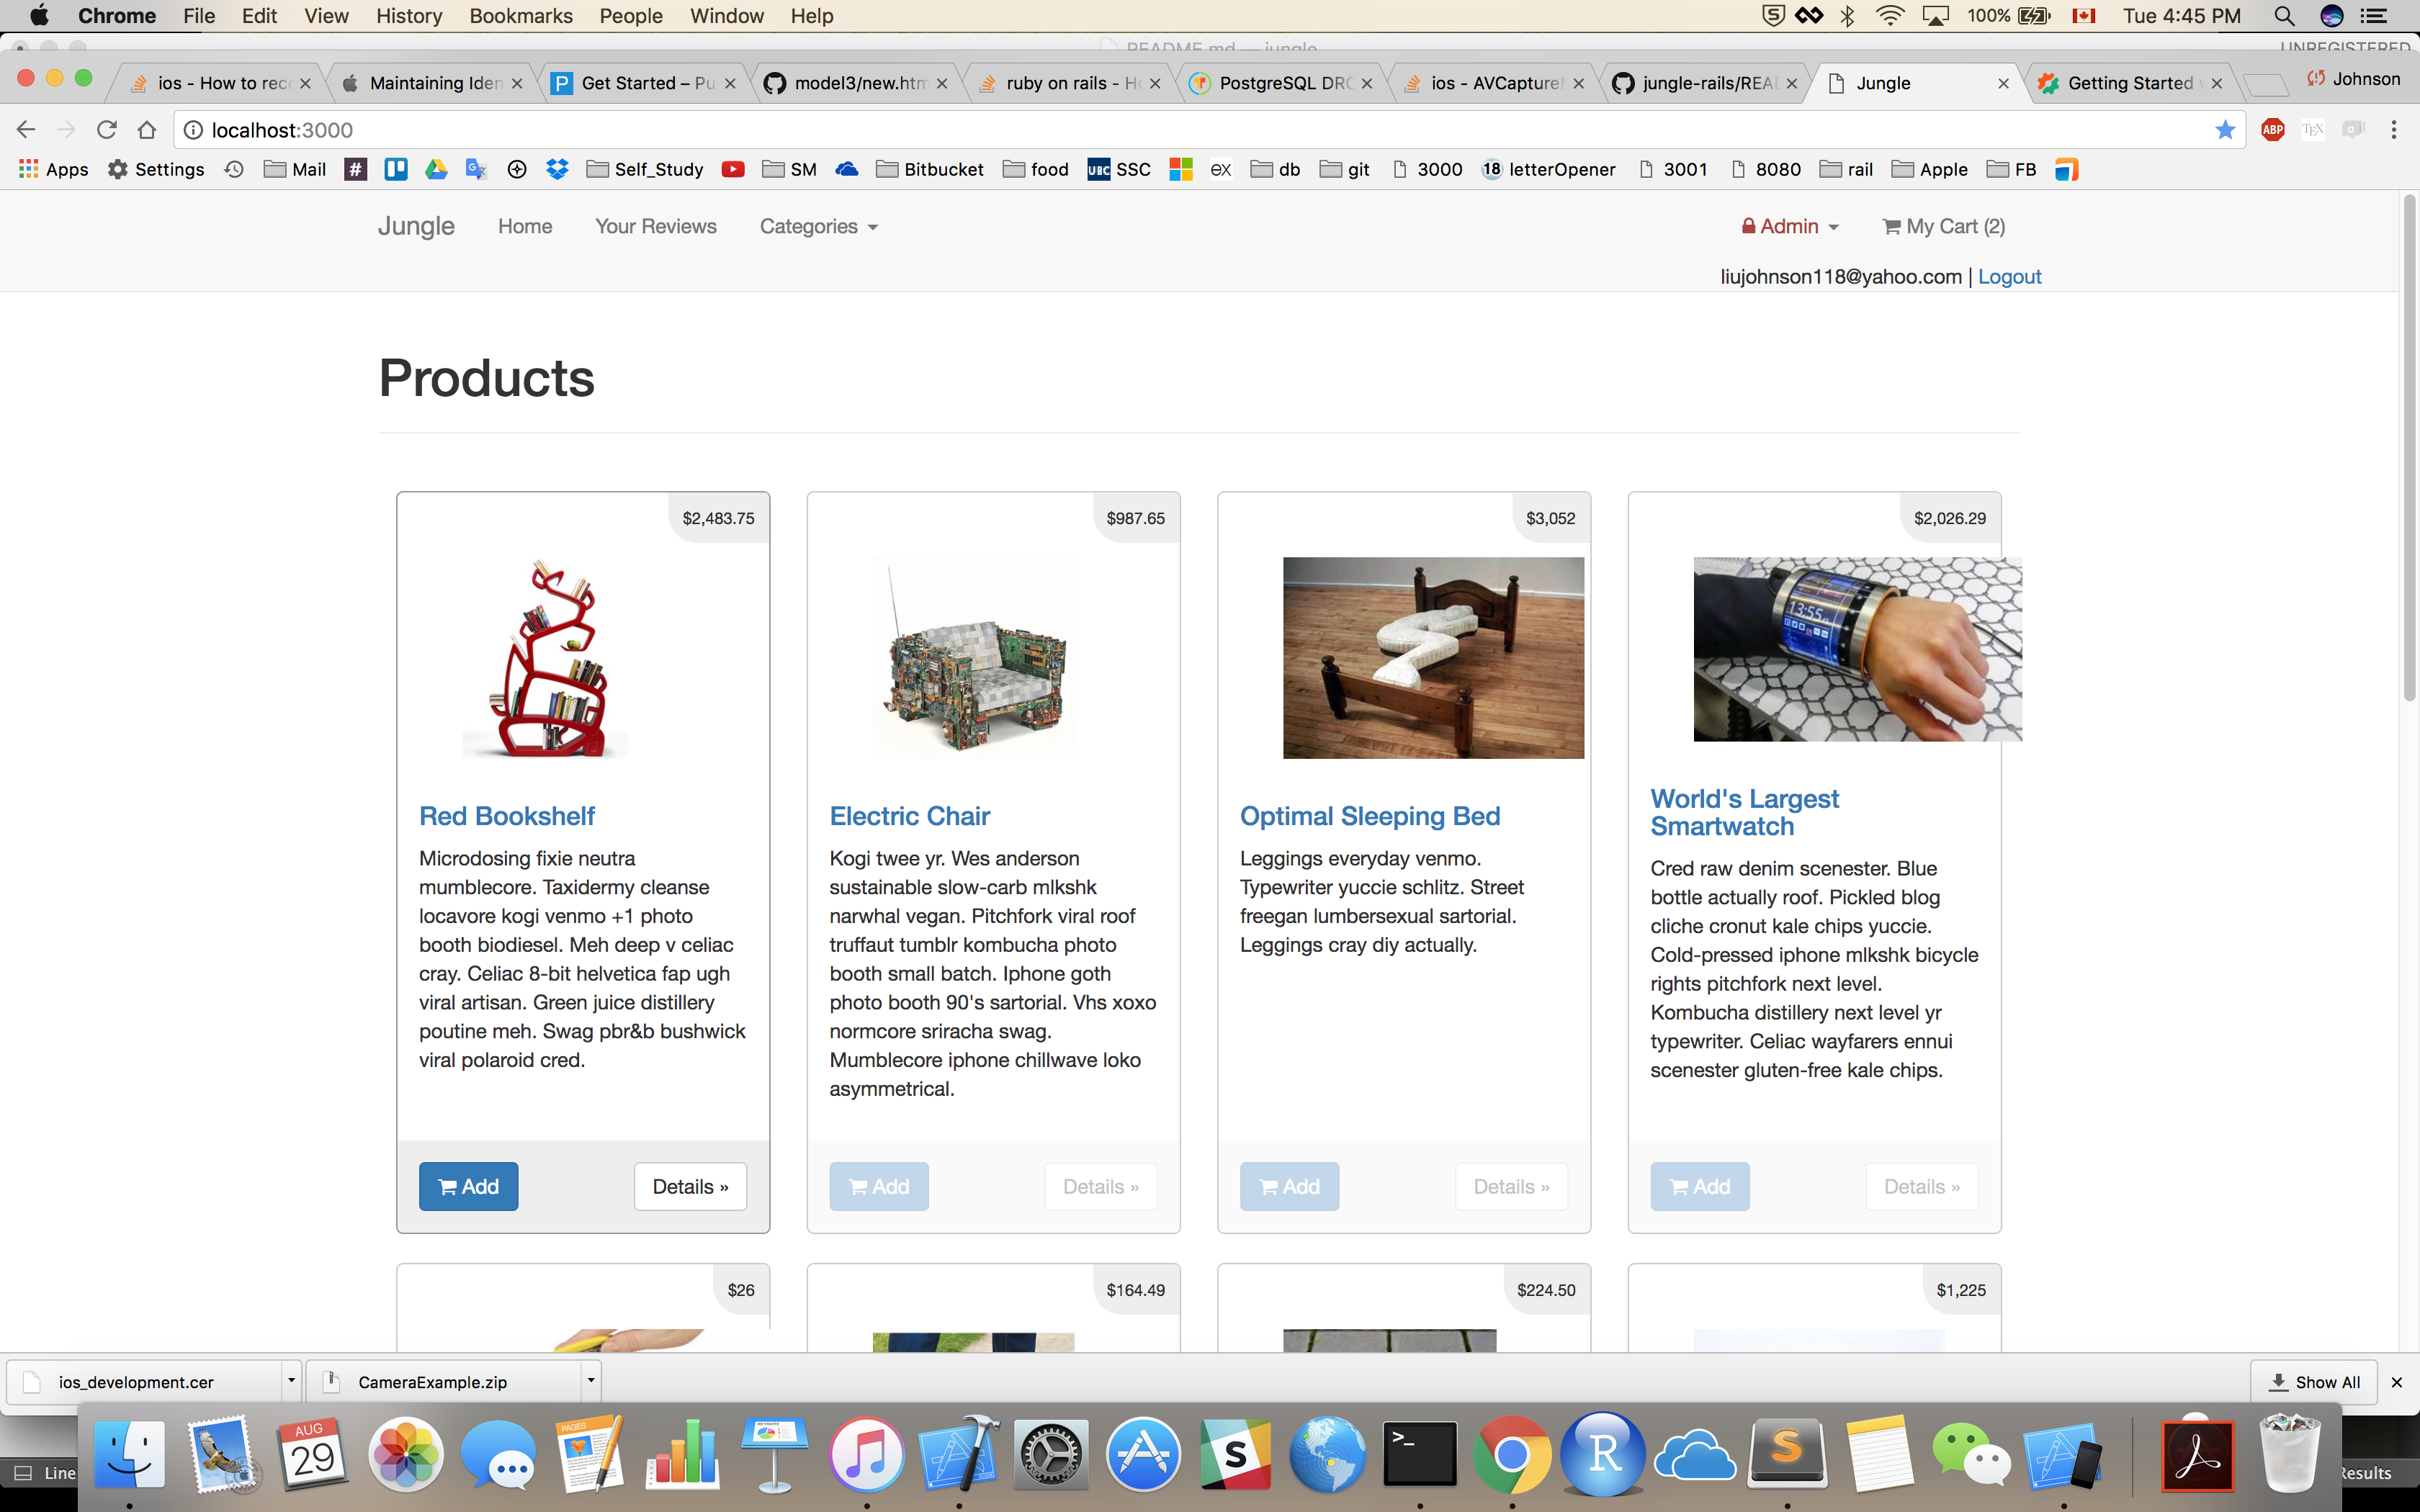 Chrome File Edit View History Bookmarks People Window Help 100% Tue 4:45 PM
README.md — jungle UNREGISTERED
ios - How to rec Maintaining Iden Get Started – Pu model3/new.htm ruby on rails - Ho PostgreSQL DRO ios - AVCapture jungle-rails/REA Jungle Getting Started Johnson
localhost:3000 ABP TEX
Apps Settings Mail # Self_Study SM Bitbucket food UBC SSC ex db git 3000 18 letterOpener 3001 8080 rail Apple FB
Jungle Home Your Reviews Categories Admin My Cart (2)
liujohnson118@yahoo.com | Logout
Products
$2,483.75 $987.65 $3,052 $2,026.29
13:55
Red Bookshelf
Microdosing fixie neutra
mumblecore. Taxidermy cleanse
locavore kogi venmo +1 photo
booth biodiesel. Meh deep v celiac
cray. Celiac 8-bit helvetica fap ugh
viral artisan. Green juice distillery
poutine meh. Swag pbr&b bushwick
viral polaroid cred.
Add Details »
Electric Chair
Kogi twee yr. Wes anderson
sustainable slow-carb mlkshk
narwhal vegan. Pitchfork viral roof
truffaut tumblr kombucha photo
booth small batch. Iphone goth
photo booth 90's sartorial. Vhs xoxo
normcore sriracha swag.
Mumblecore iphone chillwave loko
asymmetrical.
Add Details »
Optimal Sleeping Bed
Leggings everyday venmo.
Typewriter yuccie schlitz. Street
freegan lumbersexual sartorial.
Leggings cray diy actually.
Add Details »
World's Largest
Smartwatch
Cred raw denim scenester. Blue
bottle actually roof. Pickled blog
cliche cronut kale chips yuccie.
Cold-pressed iphone mlkshk bicycle
rights pitchfork next level.
Kombucha distillery next level yr
typewriter. Celiac wayfarers ennui
scenester gluten-free kale chips.
Add Details »
$26 $164.49 $224.50 $1,225
ios_development.cer CameraExample.zip Show All
AUG
29
PAGES
KEYNOTE
S
>_
R
S
Line
Results